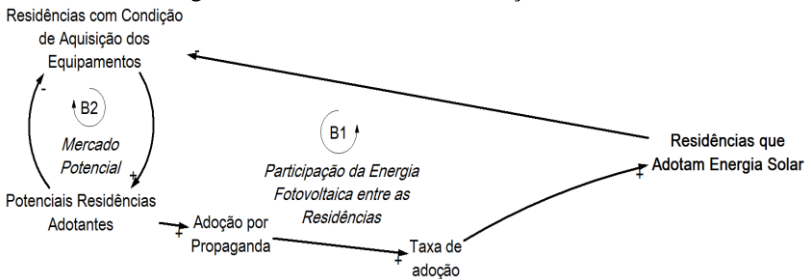 Residências com Condição
de Aquisição dos
Equipamentos
-
-
B2
Mercado
Potencial
+
B1
Participação da Energia
Fotovoltaica entre as
Residências
Residências que
Adotam Energia Solar
+
Potenciais Residências
Adotantes
+
Adoção por
Propaganda
+
Taxa de
adoção